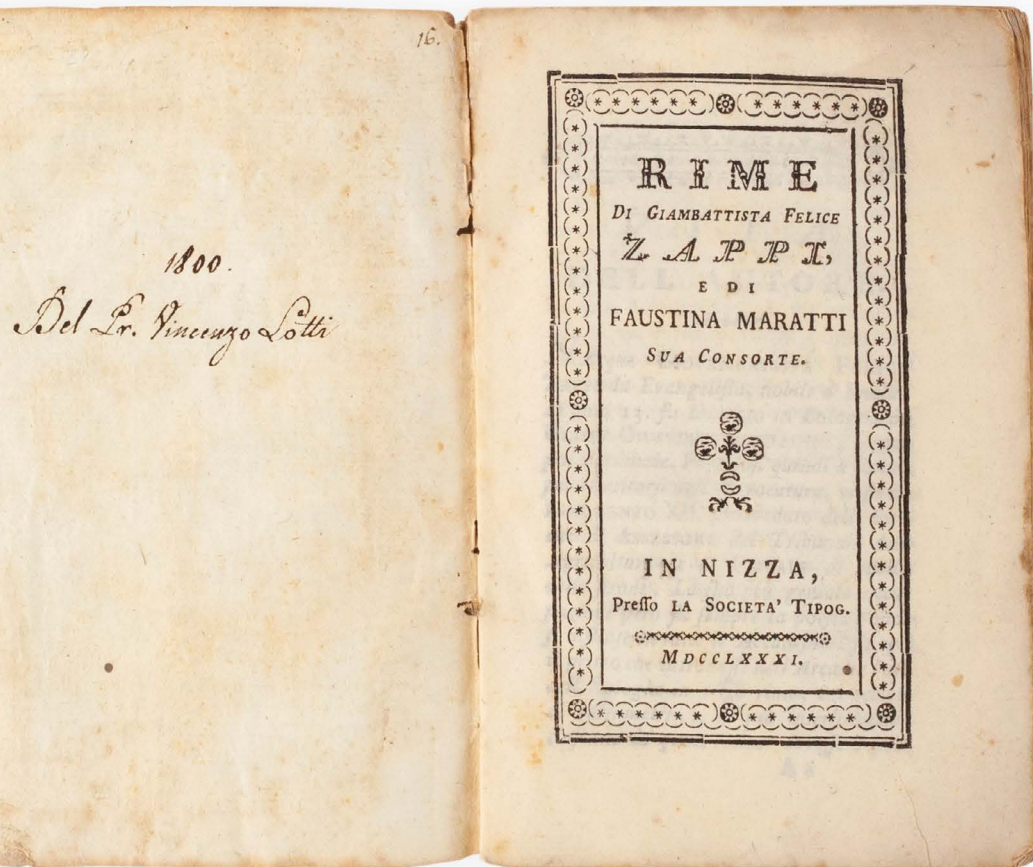 16.
1800.
Del Pr. Vincenzo Lotti
RIME
DI GIAMBATTISTA FELICE
ZAPPI,
E DI
FAUSTINA MARATTI
SUA CONSORTE.
IN NIZZA,
Preſſo LA SOCIETA' TIPOG.
MDCCLXXXI.